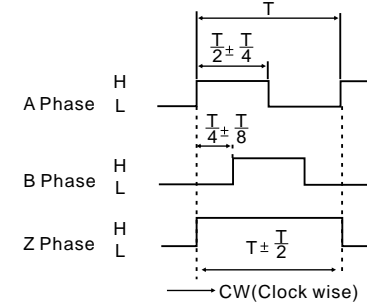 T
T/2 ± T/4
H
A Phase L
T/4 ± T/8
H
B Phase L
H
Z Phase L
T ± T/2
CW(Clock wise)